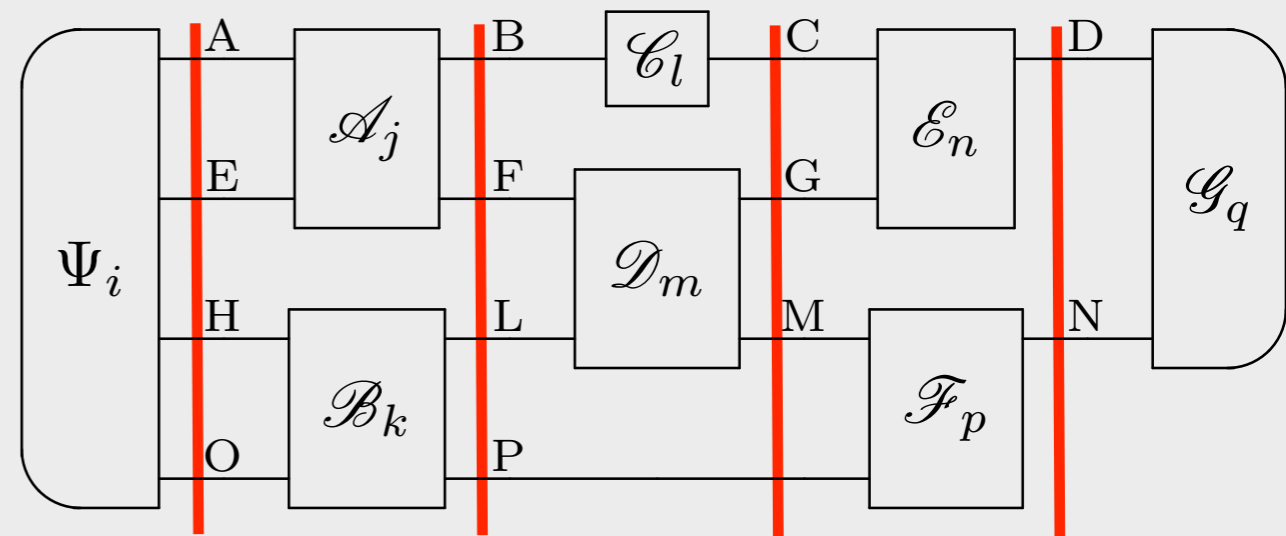 A B C D
𝒞_l
𝒜_j ℰ_n
E F G
𝒢_q
Ψ_i 𝒟_m
H L M N
ℬ_k ℱ_p
O P